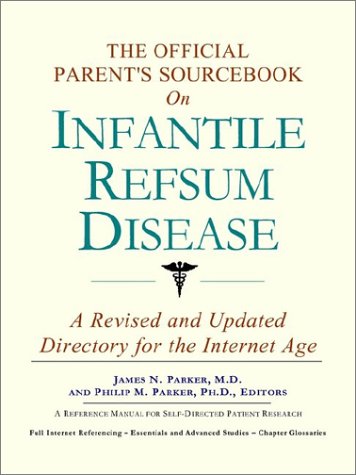 THE OFFICIAL
PARENT'S SOURCEBOOK
On
INFANTILE
REFSUM
DISEASE
A Revised and Updated
Directory for the Internet Age
JAMES N. PARKER, M.D.
AND PHILIP M. PARKER, PH.D., EDITORS
A REFERENCE MANUAL FOR SELF-DIRECTED PATIENT RESEARCH
Full Internet Referencing – Essentials and Advanced Studies – Chapter Glossaries